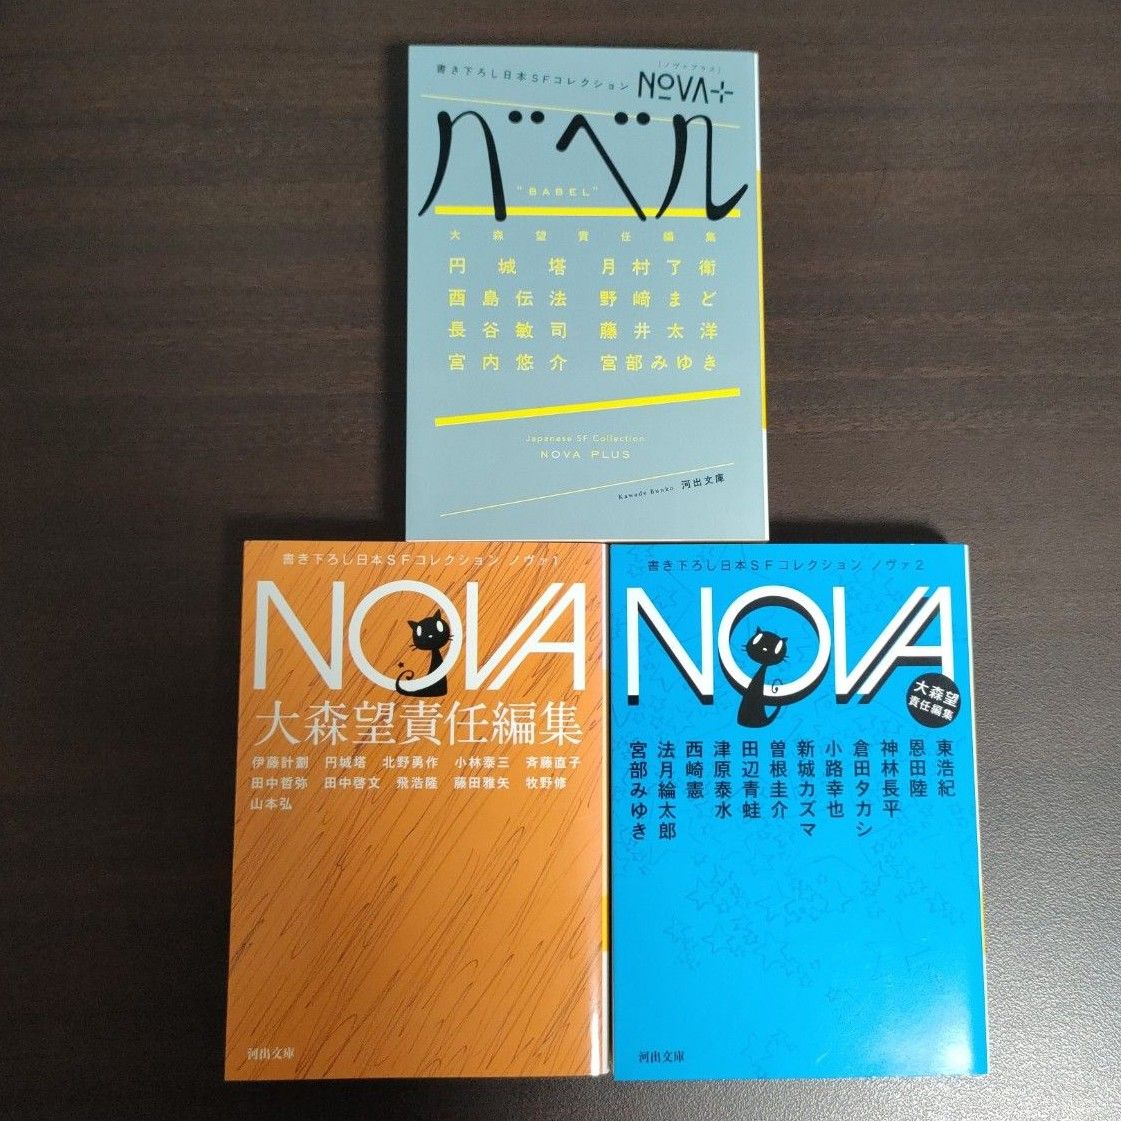 書き下ろし日本SFコレクション
[ノヴァプラス]
NOVA+
バベル
"BABEL"
大森望責任編集
円城塔 月村了衛
酉島伝法 野﨑まど
長谷敏司 藤井太洋
宮内悠介 宮部みゆき
Japanese SF Collection
NOVA PLUS
Kawade Bunko 河出文庫
書き下ろし日本SFコレクション ノヴァ1
NOVA
大森望責任編集
伊藤計劃 円城塔 北野勇作 小林泰三 斉藤直子
田中哲弥 田中啓文 飛浩隆 藤田雅矢 牧野修
山本弘
河出文庫
書き下ろし日本SFコレクション ノヴァ2
NOVA
大森望
責任編集
東浩紀
恩田陸
神林長平
倉田タカシ
小路幸也
新城カズマ
曽根圭介
田辺青蛙
津原泰水
西崎憲
法月綸太郎
宮部みゆき
河出文庫